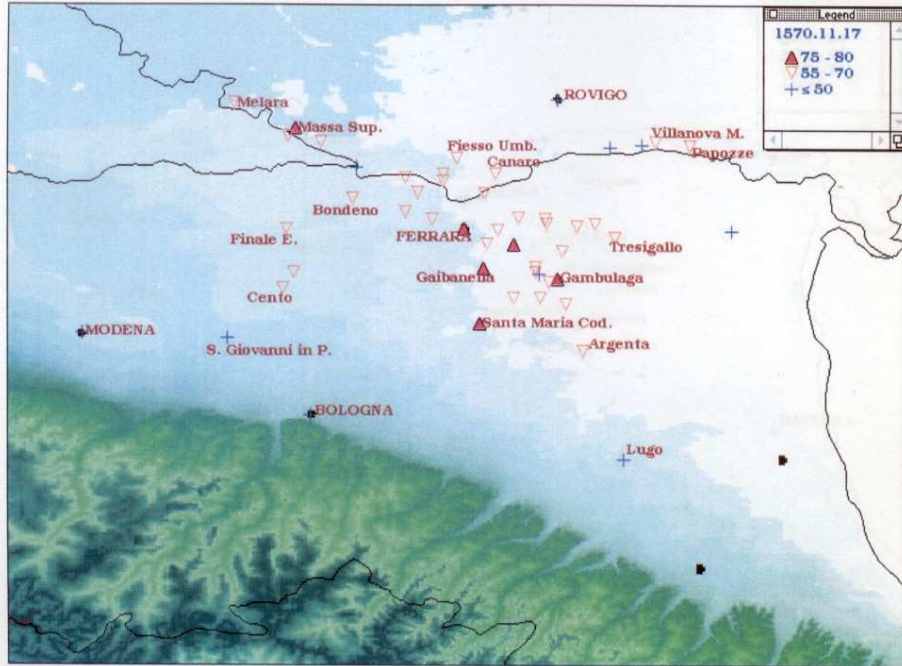 Legend
1570.11.17
75 - 80
55 - 70
≤ 50
ROVIGO
Melara
Massa Sup.
Villanova M.
Papozze
Fiesso Umb.
Canaro
Bondeno
Finale E.
FERRARA
Tresigallo
Gaibanella
Gambulaga
Cento
Santa Maria Cod.
MODENA
S. Giovanni in P.
Argenta
BOLOGNA
Lugo